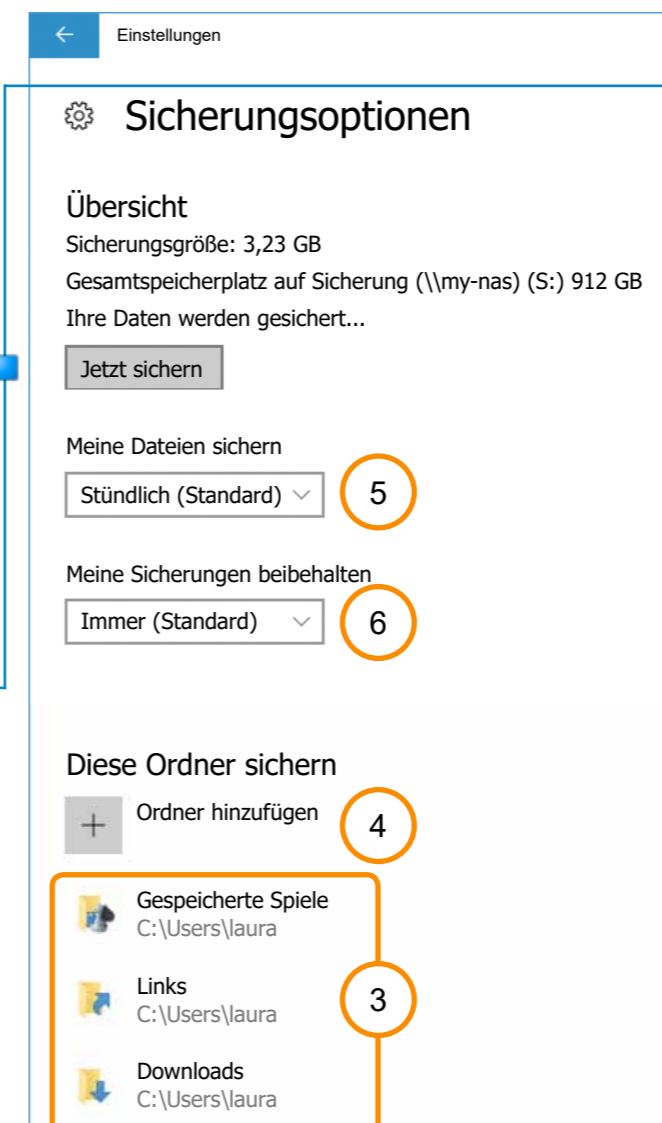 Einstellungen
Sicherungsoptionen
Übersicht
Sicherungsgröße: 3,23 GB
Gesamtspeicherplatz auf Sicherung (\\my-nas) (S:) 912 GB
Ihre Daten werden gesichert...
Jetzt sichern
Meine Dateien sichern
Stündlich (Standard)
5
Meine Sicherungen beibehalten
Immer (Standard)
6
Diese Ordner sichern
Ordner hinzufügen
4
Gespeicherte Spiele
C:\Users\laura
Links
C:\Users\laura
3
Downloads
C:\Users\laura